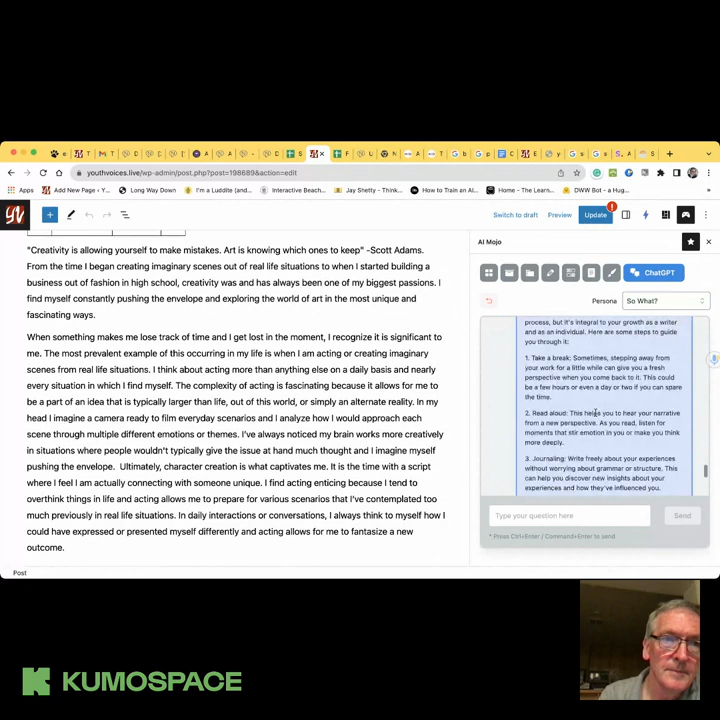 youthvoices.live/wp-admin/post.php?post=198689&action=edit
Apps
Add New Page ‹ Y...
Long Way Down
I'm a Luddite (and...
Interactive Beach...
Jay Shetty - Thinki...
How to Train an Al...
Home - The Learn...
DWW Bot - a Hug...
yv
Switch to draft
Preview
Update
AI Mojo
ChatGPT
Persona
So What?
"Creativity is allowing yourself to make mistakes. Art is knowing which ones to keep" -Scott Adams.
From the time I began creating imaginary scenes out of real life situations to when I started building a
business out of fashion in high school, creativity was and has always been one of my biggest passions. I
find myself constantly pushing the envelope and exploring the world of art in the most unique and
fascinating ways.
When something makes me lose track of time and I get lost in the moment, I recognize it is significant to
me. The most prevalent example of this occurring in my life is when I am acting or creating imaginary
scenes from real life situations. I think about acting more than anything else on a daily basis and nearly
every situation in which I find myself. The complexity of acting is fascinating because it allows for me to
be a part of an idea that is typically larger than life, out of this world, or simply an alternate reality. In my
head I imagine a camera ready to film everyday scenarios and I analyze how I would approach each
scene through multiple different emotions or themes. I've always noticed my brain works more creatively
in situations where people wouldn't typically give the issue at hand much thought and I imagine myself
pushing the envelope. Ultimately, character creation is what captivates me. It is the time with a script
where I feel I am actually connecting with someone unique. I find acting enticing because I tend to
overthink things in life and acting allows me to prepare for various scenarios that I've contemplated too
much previously in real life situations. In daily interactions or conversations, I always think to myself how I
could have expressed or presented myself differently and acting allows for me to fantasize a new
outcome.
process, but it's integral to your growth as a writer
and as an individual. Here are some steps to guide
you through it:
1. Take a break: Sometimes, stepping away from
your work for a little while can give you a fresh
perspective when you come back to it. This could
be a few hours or even a day or two if you can spare
the time.
2. Read aloud: This helps you to hear your narrative
from a new perspective. As you read, listen for
moments that stir emotion in you or make you think
more deeply.
3. Journaling: Write freely about your experiences
without worrying about grammar or structure. This
can help you discover new insights about your
experiences and how they've influenced you.
Type your question here
Send
* Press Ctrl+Enter / Command+Enter to send
Post
KUMOSPACE